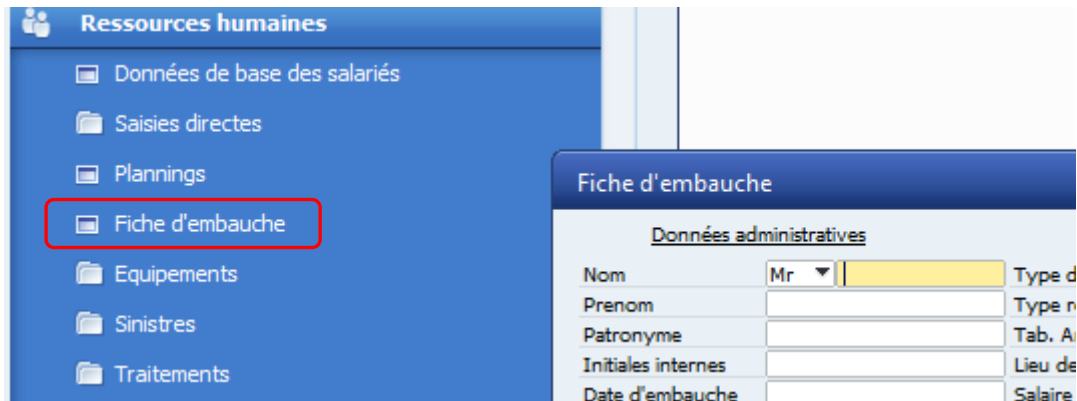 Ressources humaines
Données de base des salariés
Saisies directes
Plannings
Fiche d'embauche
Equipements
Sinistres
Traitements
Fiche d'embauche
Données administratives
Nom Mr Type d
Prenom Type r
Patronyme Tab. A
Initiales internes Lieu de
Date d'embauche Salaire